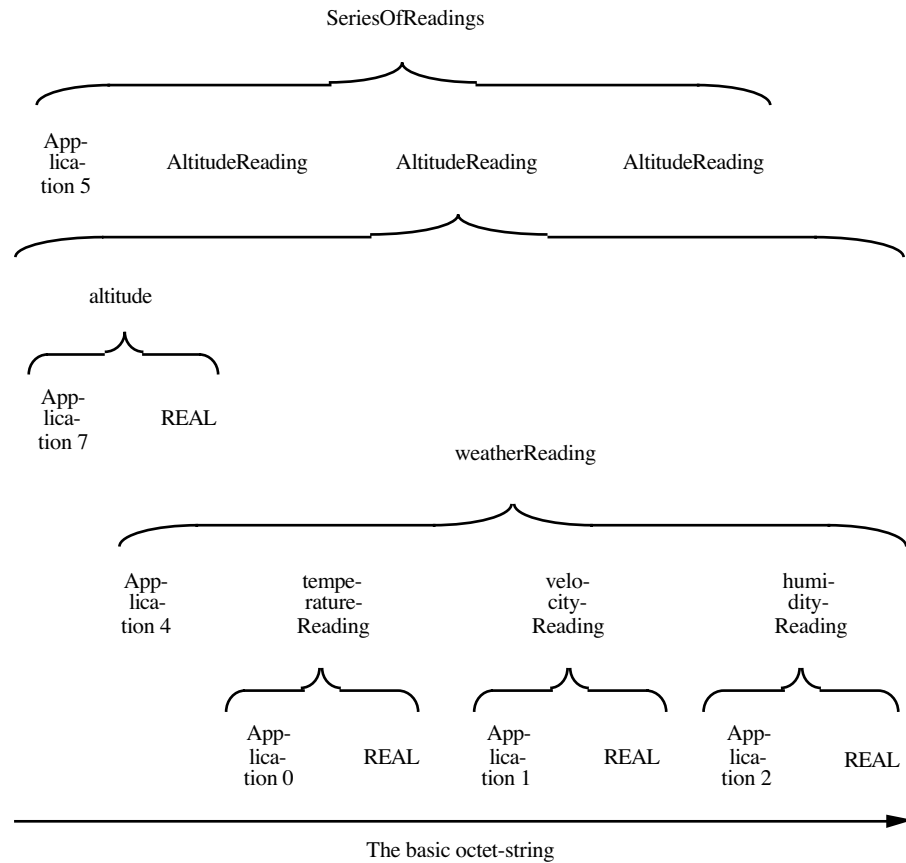 SeriesOfReadings
App-
lica-
tion 5
AltitudeReading
AltitudeReading
AltitudeReading
altitude
App-
lica-
tion 7
REAL
weatherReading
App-
lica-
tion 4
tempe-
rature-
Reading
velo-
city-
Reading
humi-
dity-
Reading
App-
lica-
tion 0
REAL
App-
lica-
tion 1
REAL
App-
lica-
tion 2
REAL
The basic octet-string